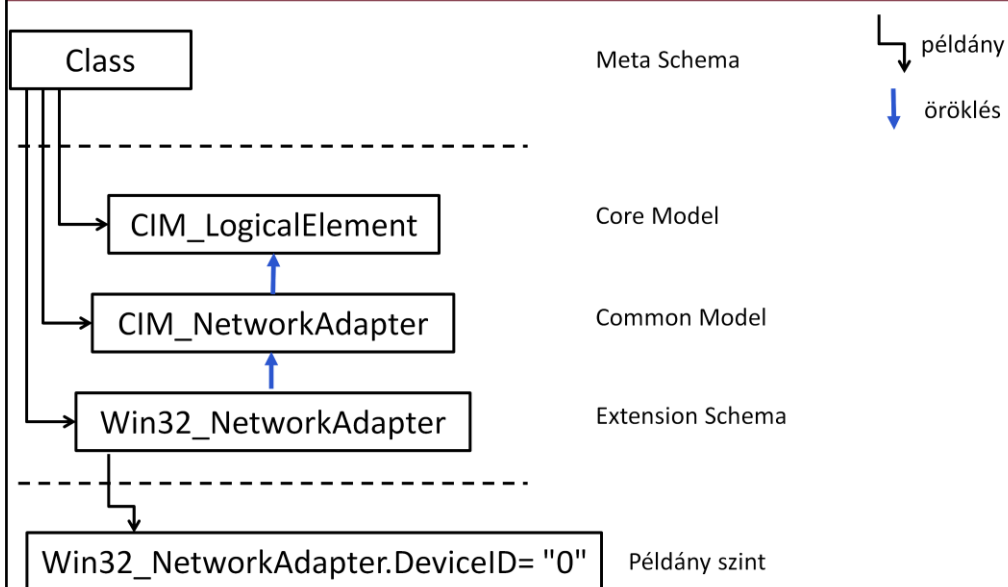 Class
Meta Schema
példány
öröklés
CIM_LogicalElement
Core Model
CIM_NetworkAdapter
Common Model
Win32_NetworkAdapter
Extension Schema
Win32_NetworkAdapter.DeviceID= "0"
Példány szint